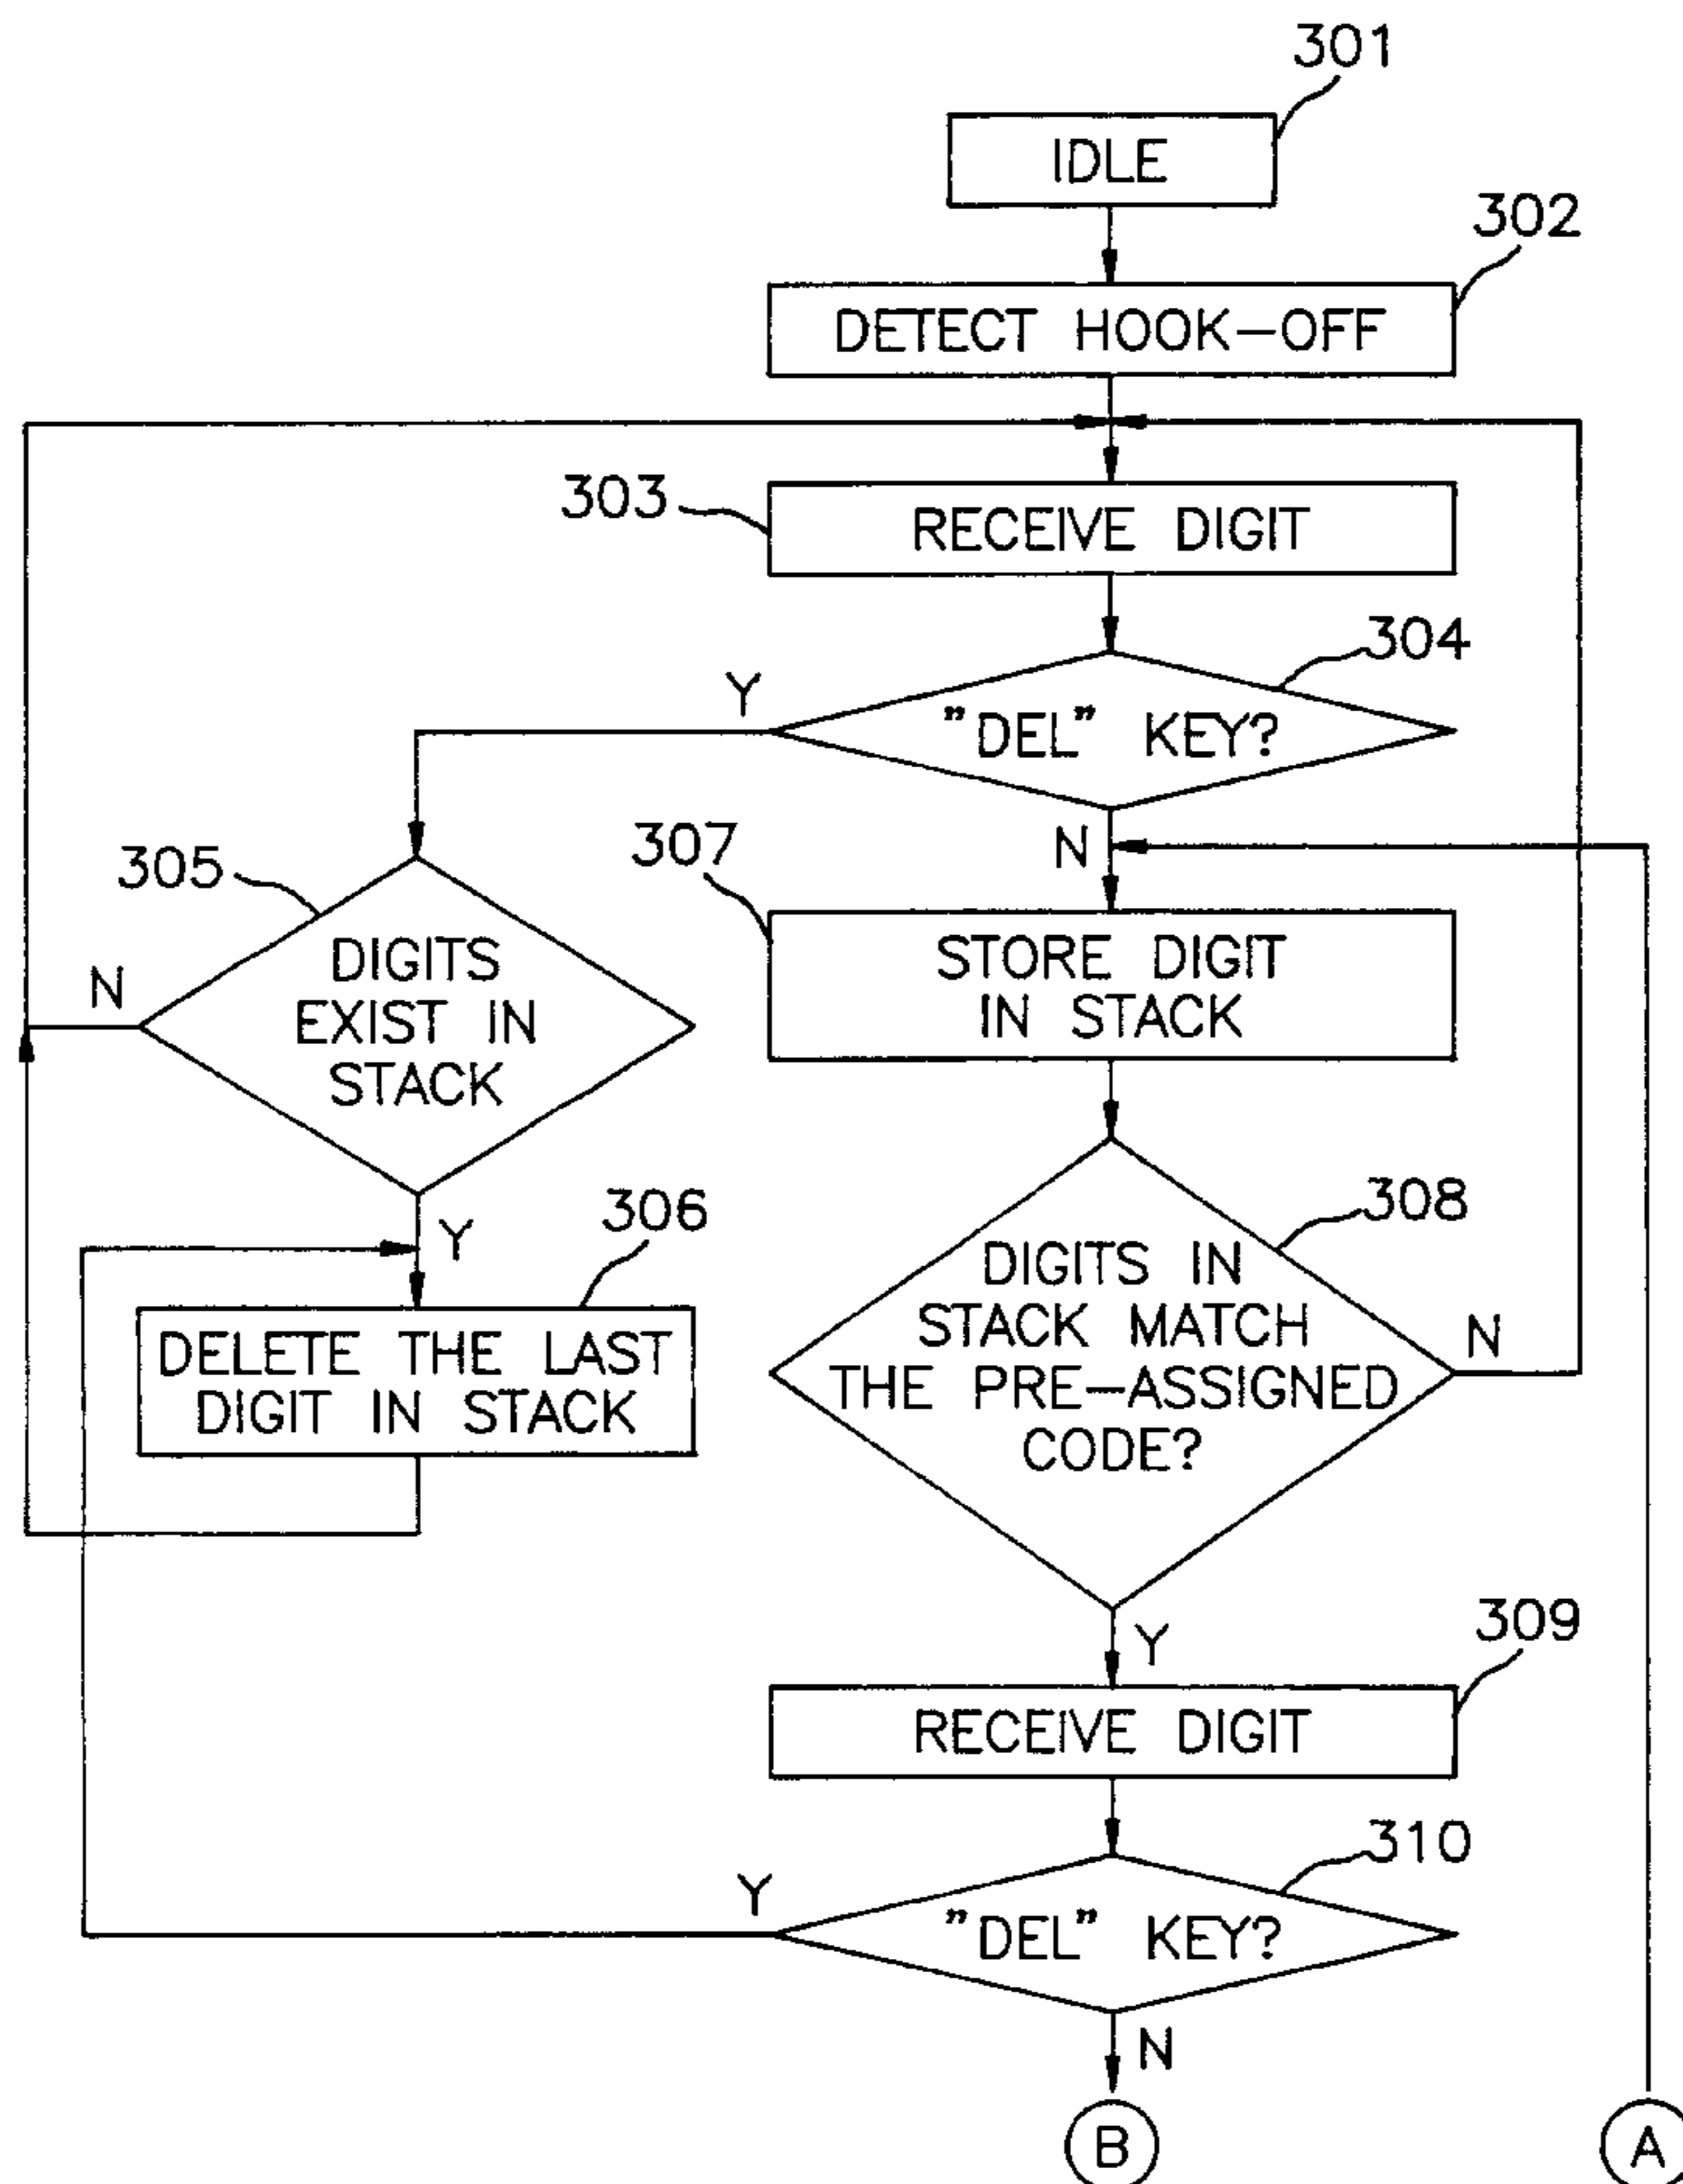 301
IDLE
302
DETECT HOOK-OFF
303
RECEIVE DIGIT
304
Y
"DEL" KEY?
N
305
DIGITS
EXIST IN
STACK
N
Y
306
DELETE THE LAST
DIGIT IN STACK
307
STORE DIGIT
IN STACK
308
DIGITS IN
STACK MATCH
THE PRE-ASSIGNED
CODE?
N
Y
309
RECEIVE DIGIT
310
Y
"DEL" KEY?
N
B
A